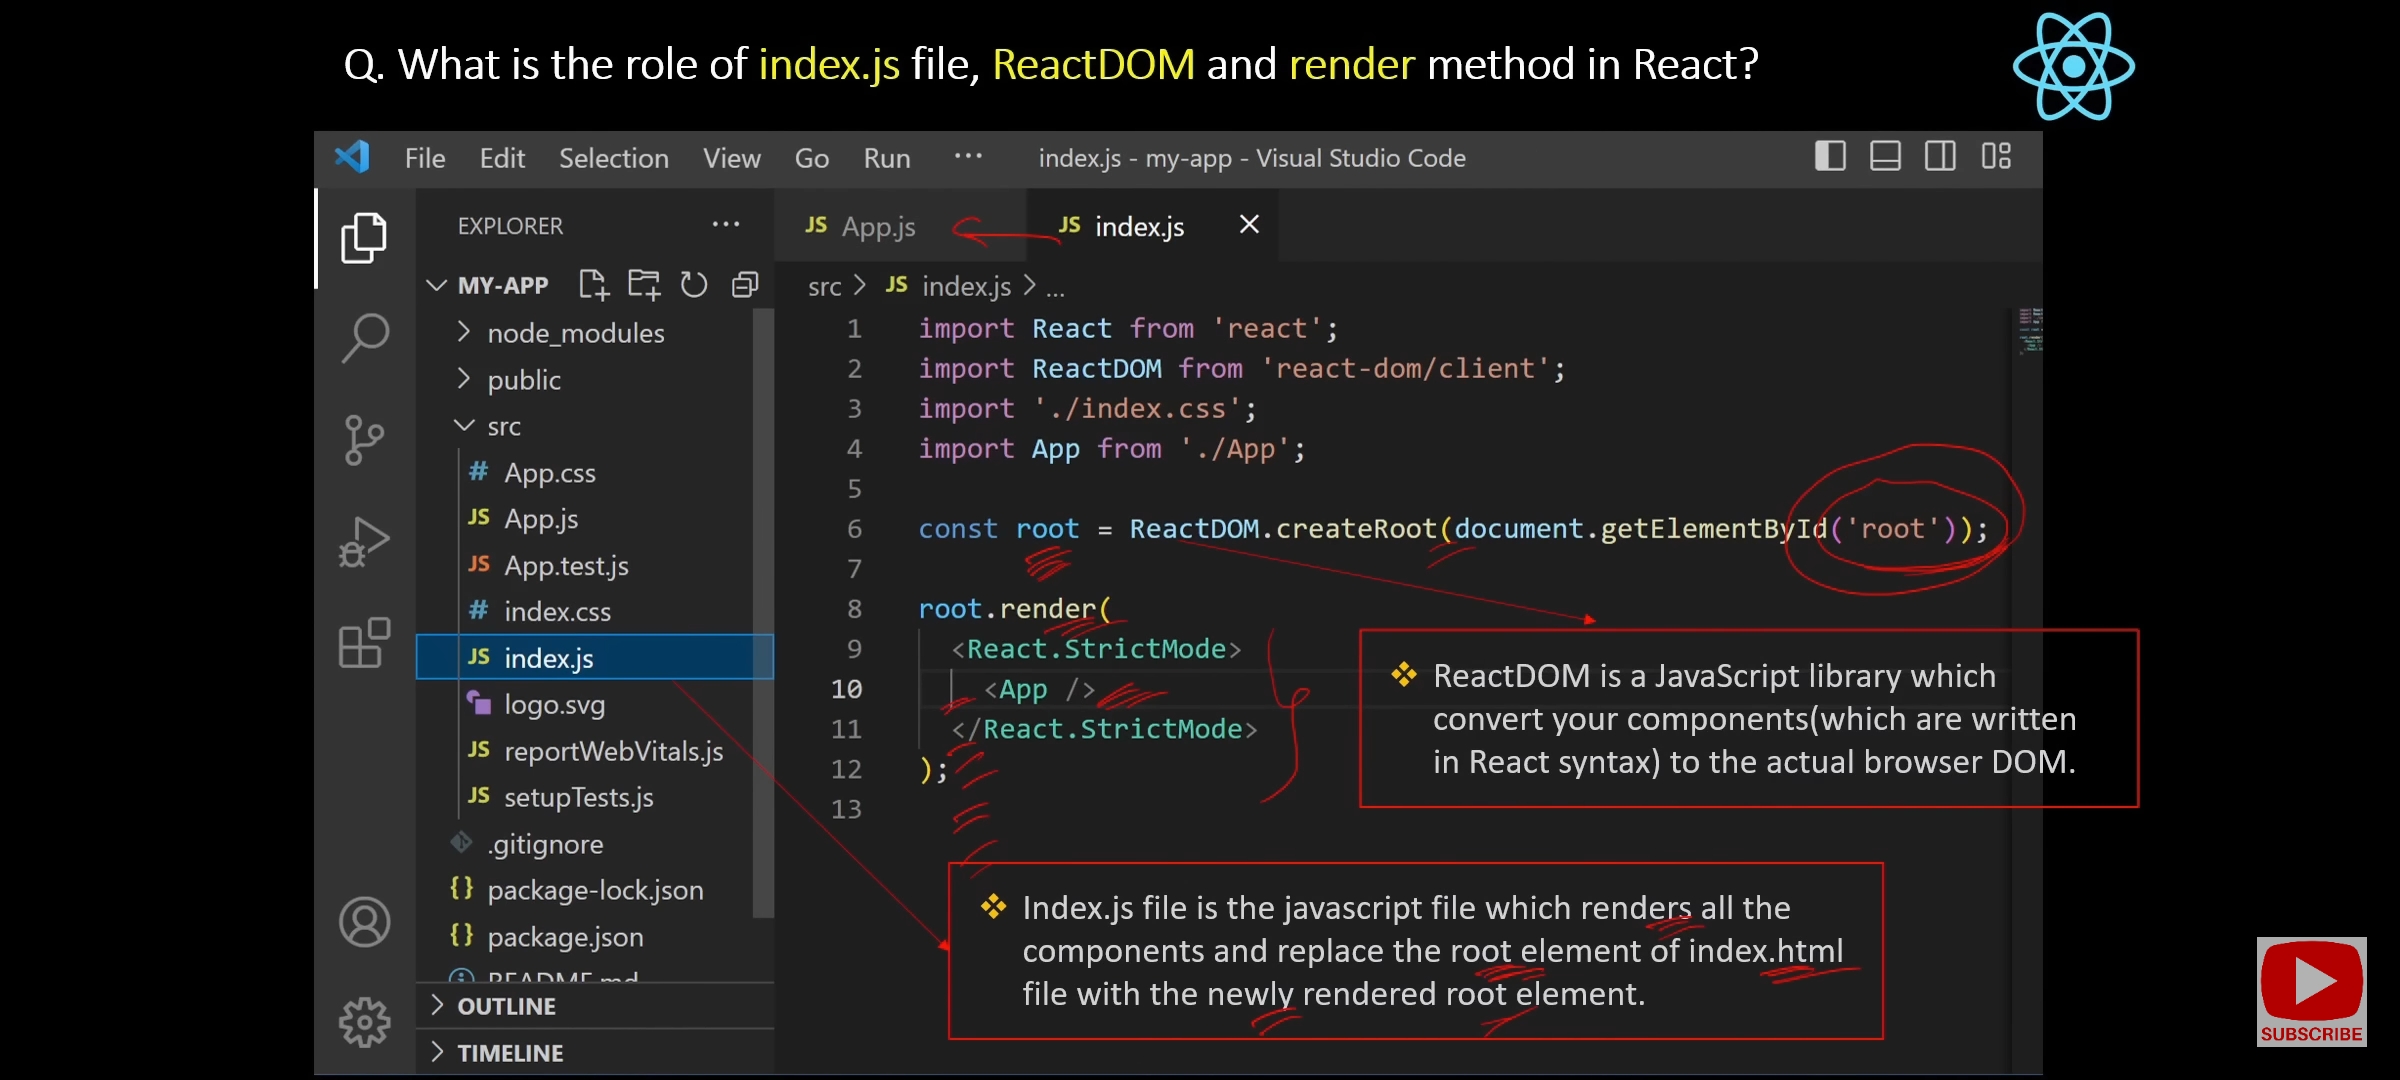 Q. What is the role of index.js file, ReactDOM and render method in React?
File Edit Selection View Go Run ··· index.js - my-app - Visual Studio Code
EXPLORER ···
MY-APP
node_modules
public
src
# App.css
JS App.js
JS App.test.js
# index.css
JS index.js
logo.svg
JS reportWebVitals.js
JS setupTests.js
.gitignore
{} package-lock.json
{} package.json
README.md
OUTLINE
TIMELINE
JS App.js JS index.js
src > JS index.js > ...
1 import React from 'react';
2 import ReactDOM from 'react-dom/client';
3 import './index.css';
4 import App from './App';
5
6 const root = ReactDOM.createRoot(document.getElementById('root'));
7
8 root.render(
9 <React.StrictMode>
10 <App />
11 </React.StrictMode>
12 );
13
❖ ReactDOM is a JavaScript library which
convert your components(which are written
in React syntax) to the actual browser DOM.
❖ Index.js file is the javascript file which renders all the
components and replace the root element of index.html
file with the newly rendered root element.
SUBSCRIBE